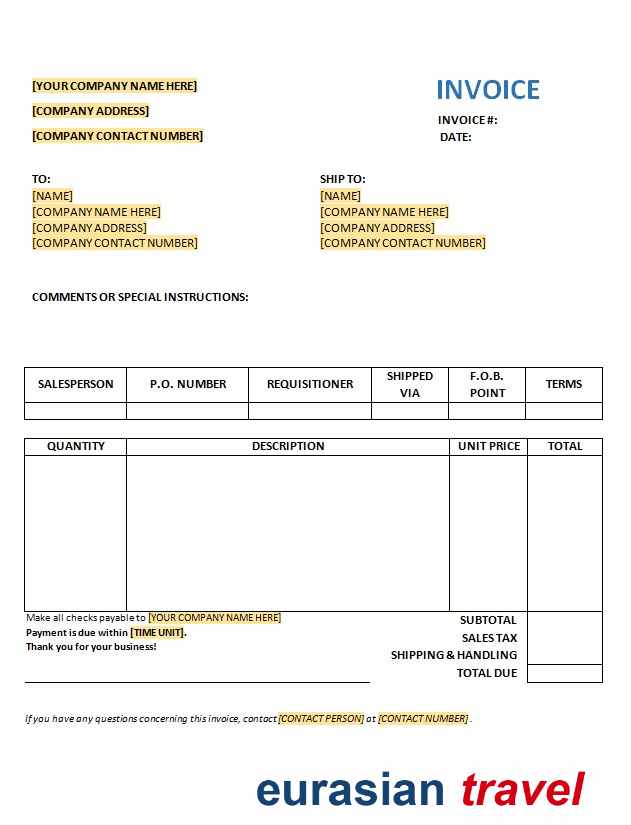 [YOUR COMPANY NAME HERE]
INVOICE
[COMPANY ADDRESS]
INVOICE #:
[COMPANY CONTACT NUMBER]
DATE:
TO:
[NAME]
[COMPANY NAME HERE]
[COMPANY ADDRESS]
[COMPANY CONTACT NUMBER]
SHIP TO:
[NAME]
[COMPANY NAME HERE]
[COMPANY ADDRESS]
[COMPANY CONTACT NUMBER]
COMMENTS OR SPECIAL INSTRUCTIONS:
SALESPERSON
P.O. NUMBER
REQUISITIONER
SHIPPED
VIA
F.O.B.
POINT
TERMS
QUANTITY
DESCRIPTION
UNIT PRICE
TOTAL
Make all checks payable to [YOUR COMPANY NAME HERE]
Payment is due within [TIME UNIT].
Thank you for your business!
SUBTOTAL
SALES TAX
SHIPPING & HANDLING
TOTAL DUE
If you have any questions concerning this invoice, contact [CONTACT PERSON] at [CONTACT NUMBER] .
eurasian travel